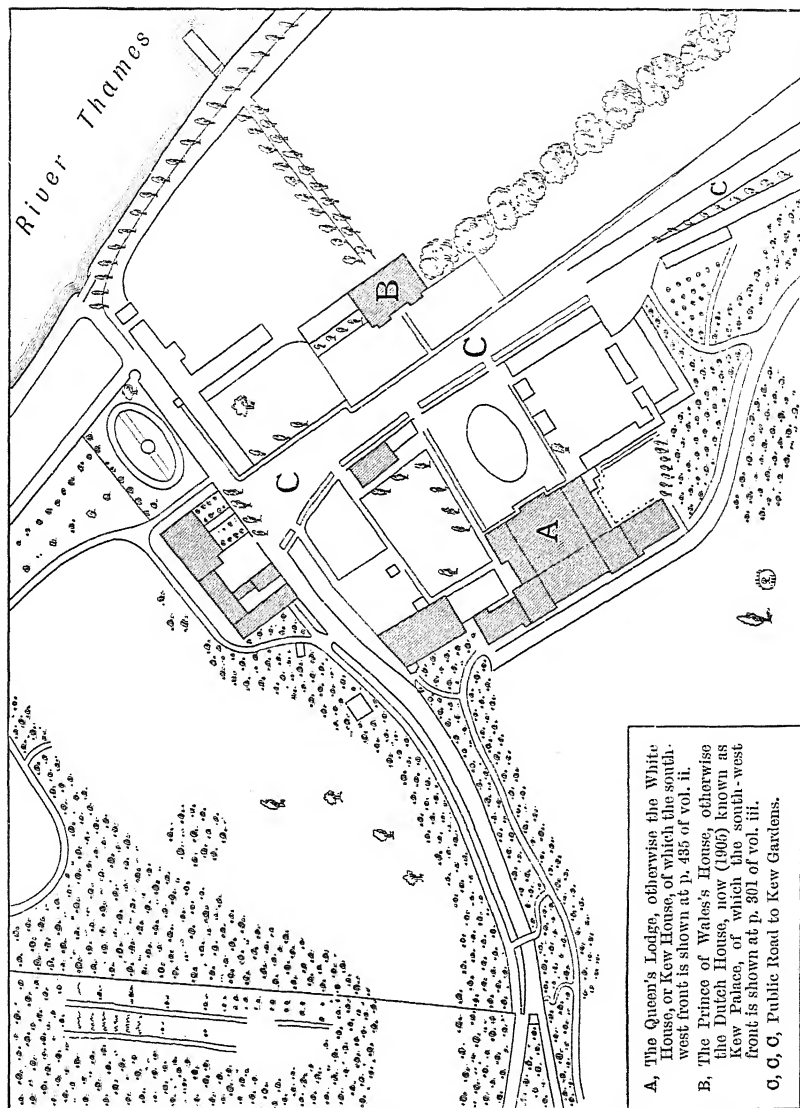 River Thames
B
C
C
C
A
A, The Queen's Lodge, otherwise the White
House, or Kew House, of which the south-
west front is shown at p. 435 of vol. ii.
B, The Prince of Wales's House, otherwise
the Dutch House, now (1905) known as
Kew Palace, of which the south-west
front is shown at p. 301 of vol. iii.
C, C, C, Public Road to Kew Gardens.